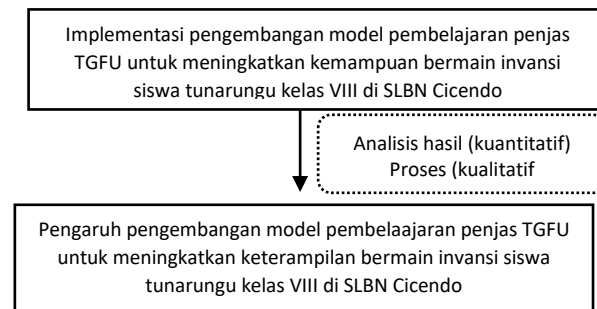 Implementasi pengembangan model pembelajaran penjas
TGFU untuk meningkatkan kemampuan bermain invansi
siswa tunarungu kelas VIII di SLBN Cicendo
Analisis hasil (kuantitatif)
Proses (kualitatif
Pengaruh pengembangan model pembelaajaran penjas TGFU
untuk meningkatkan keterampilan bermain invansi siswa
tunarungu kelas VIII di SLBN Cicendo